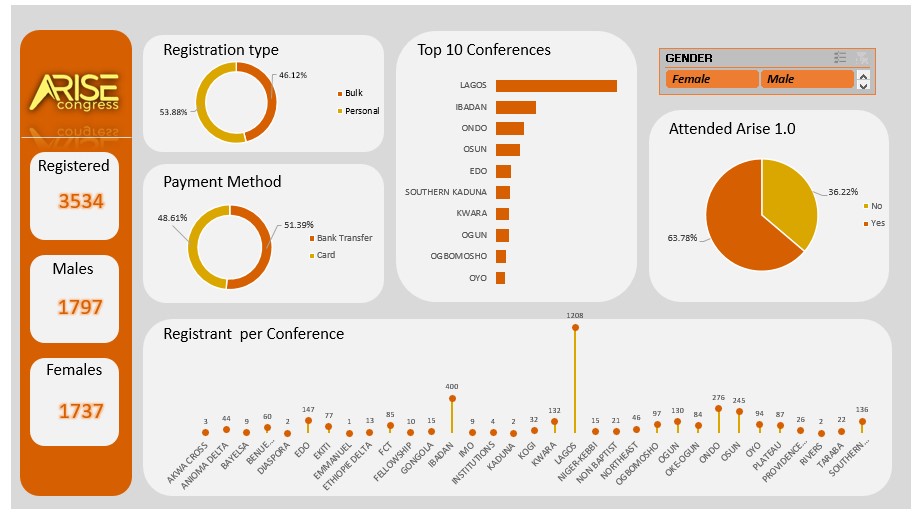 ARISE
congress
Registered
3534
Males
1797
Females
1737
Registration type
46.12%
53.88%
Bulk
Personal
Payment Method
48.61%
51.39%
Bank Transfer
Card
Top 10 Conferences
LAGOS
IBADAN
ONDO
OSUN
EDO
SOUTHERN KADUNA
KWARA
OGUN
OGBOMOSHO
OYO
GENDER
Female Male
Attended Arise 1.0
36.22%
63.78%
No
Yes
Registrant per Conference
3 44 9 60 2 147 77 1 13 85 10 15 400 9 4 2 32 132 1208 15 21 46 97 130 84 276 245 94 87 26 2 22 136
AKWA CROSS
ANIOMA DELTA
BAYELSA
BENUE...
DIASPORA
EDO
EKITI
EMMANUEL
ETHIOPE DELTA
FCT
FELLOWSHIP
GONGOLA
IBADAN
IMO
INSTITUTIONS
KADUNA
KOGI
KWARA
LAGOS
NIGER-KEBBI
NON BAPTIST
NORTHEAST
OGBOMOSHO
OGUN
OKE-OGUN
ONDO
OSUN
OYO
PLATEAU
PROVIDENCE...
RIVERS
TARABA
SOUTHERN...